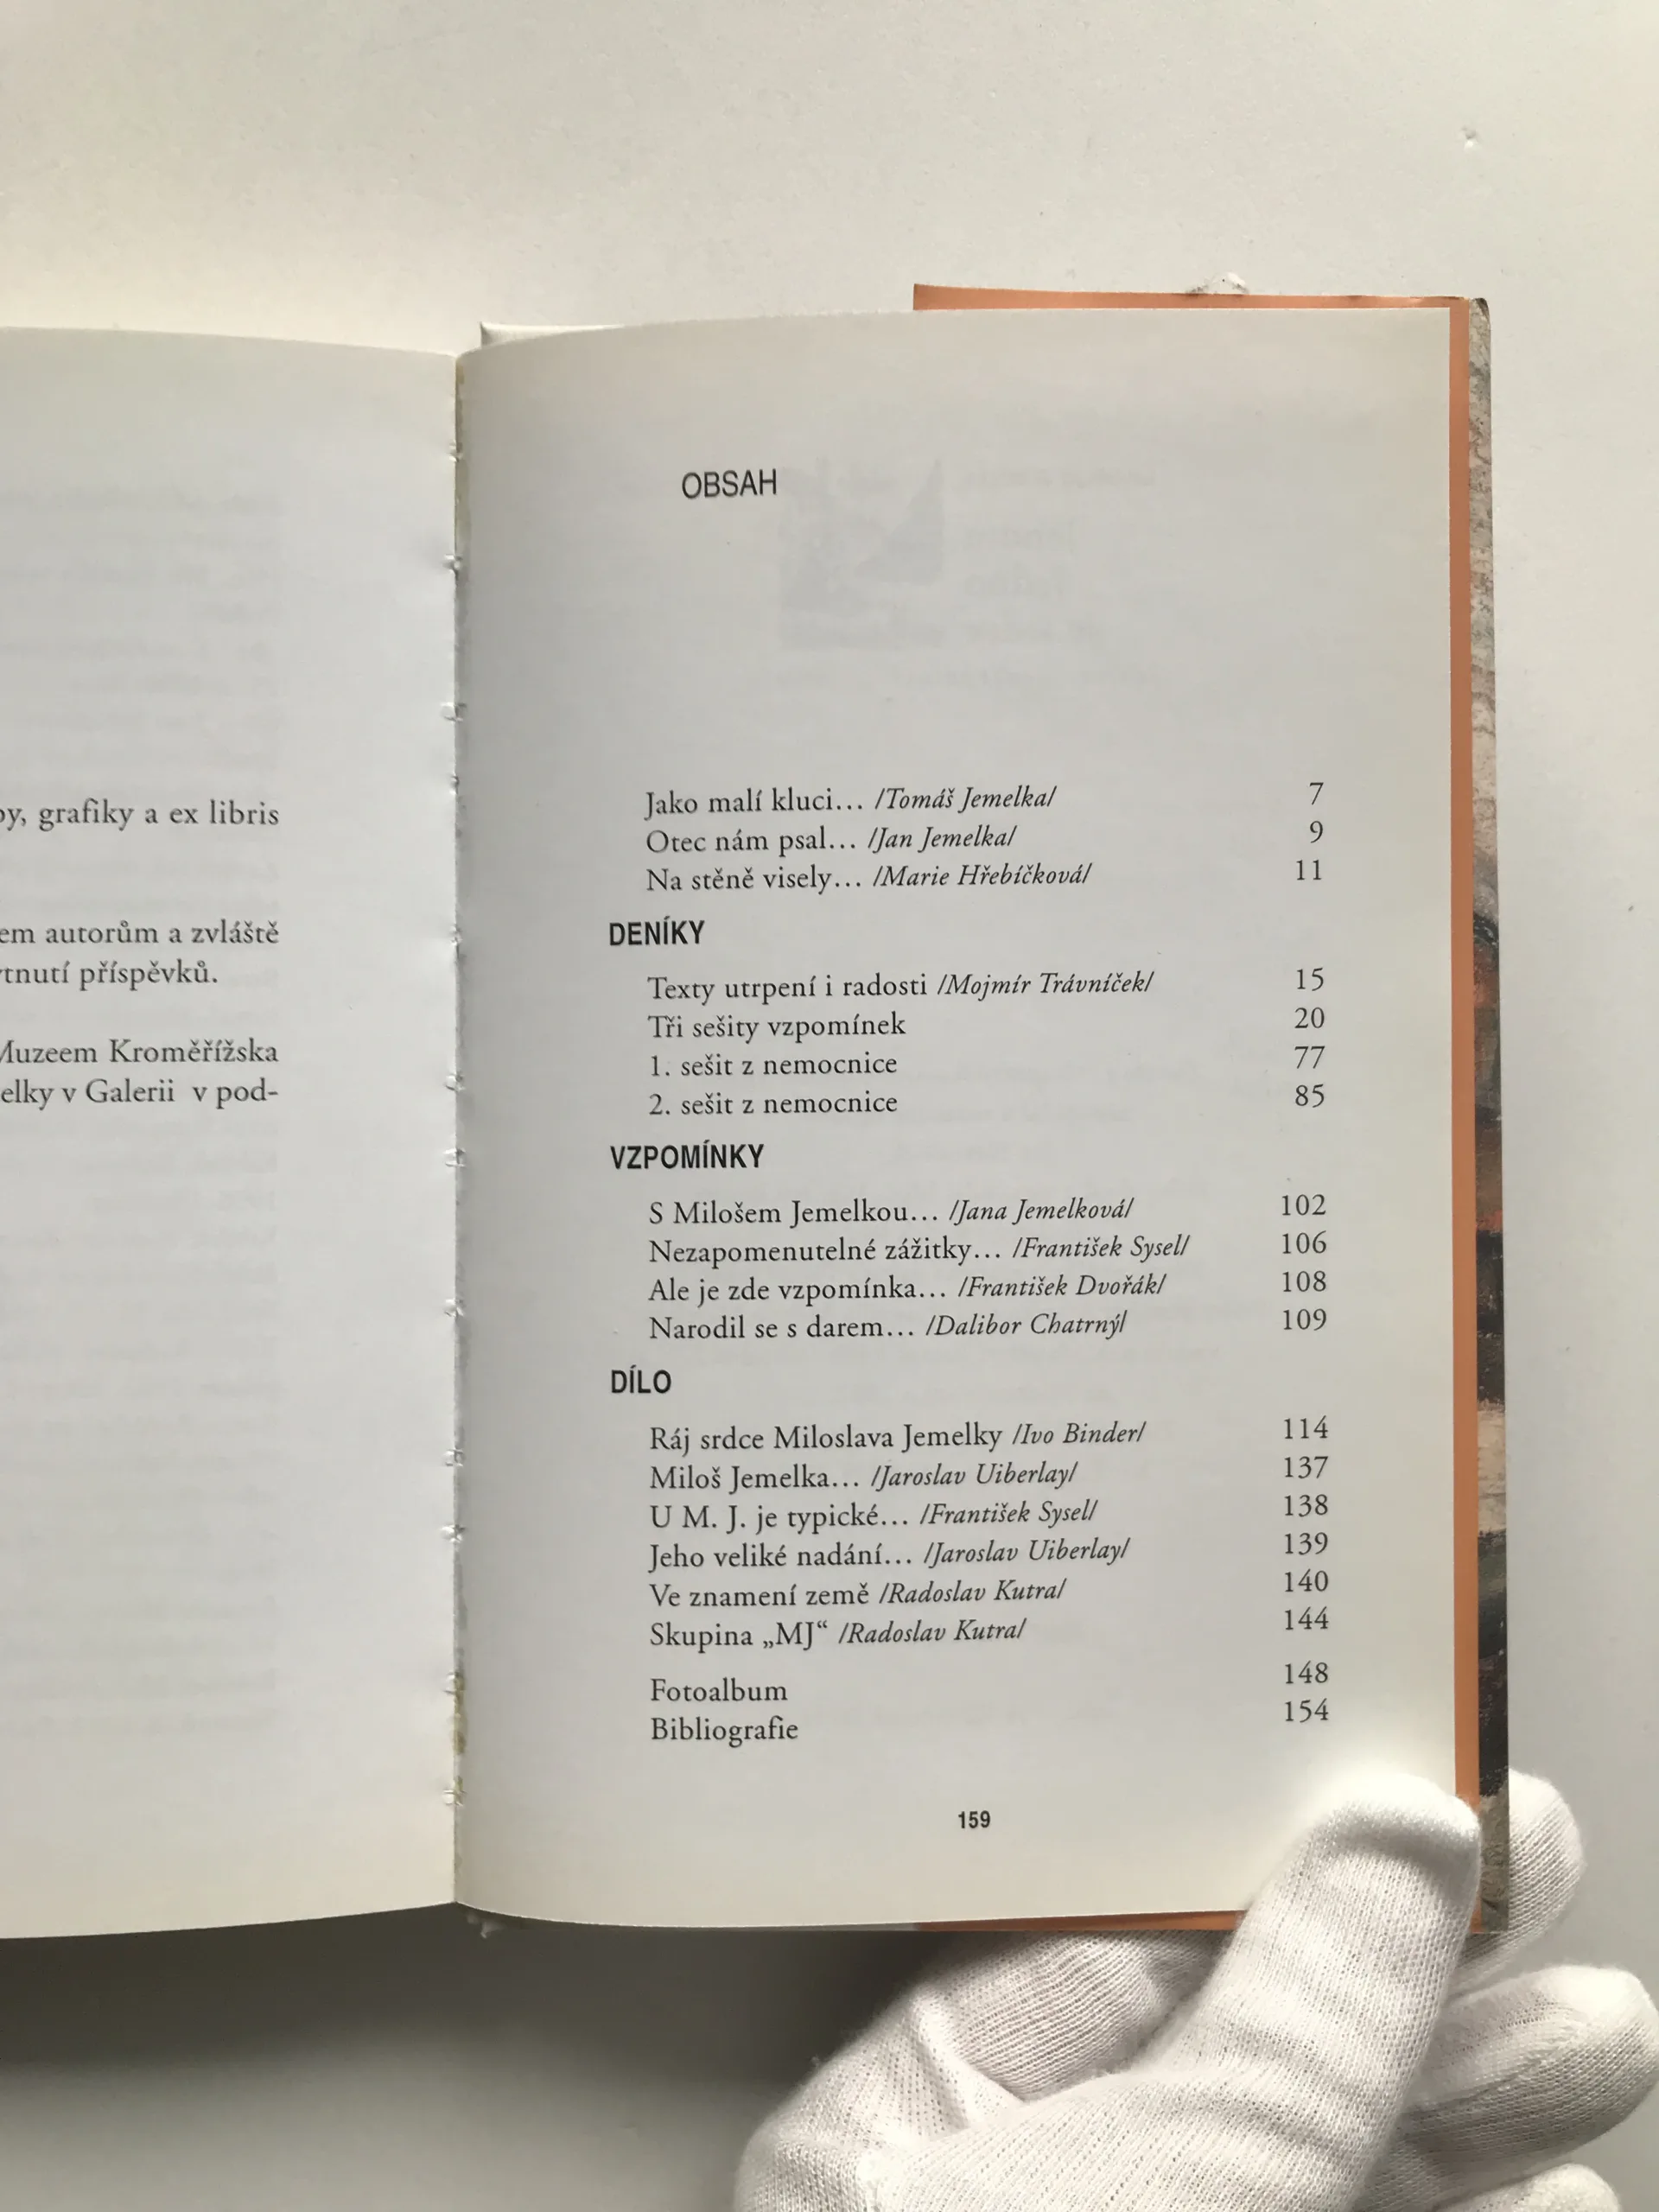 by, grafiky a ex libris
em autorům a zvláště
tnutí příspěvků.
Muzeem Kroměřížska
elky v Galerii v pod-
OBSAH
Jako malí kluci… /Tomáš Jemelka/ 7
Otec nám psal… /Jan Jemelka/ 9
Na stěně visely… /Marie Hřebíčková/ 11
DENÍKY
Texty utrpení i radosti /Mojmír Trávníček/ 15
Tři sešity vzpomínek 20
1. sešit z nemocnice 77
2. sešit z nemocnice 85
VZPOMÍNKY
S Milošem Jemelkou… /Jana Jemelková/ 102
Nezapomenutelné zážitky… /František Sysel/ 106
Ale je zde vzpomínka… /František Dvořák/ 108
Narodil se s darem… /Dalibor Chatrný/ 109
DÍLO
Ráj srdce Miloslava Jemelky /Ivo Binder/ 114
Miloš Jemelka… /Jaroslav Uiberlay/ 137
U M. J. je typické… /František Sysel/ 138
Jeho veliké nadání… /Jaroslav Uiberlay/ 139
Ve znamení země /Radoslav Kutra/ 140
Skupina „MJ“ /Radoslav Kutra/ 144
Fotoalbum 148
Bibliografie 154
159